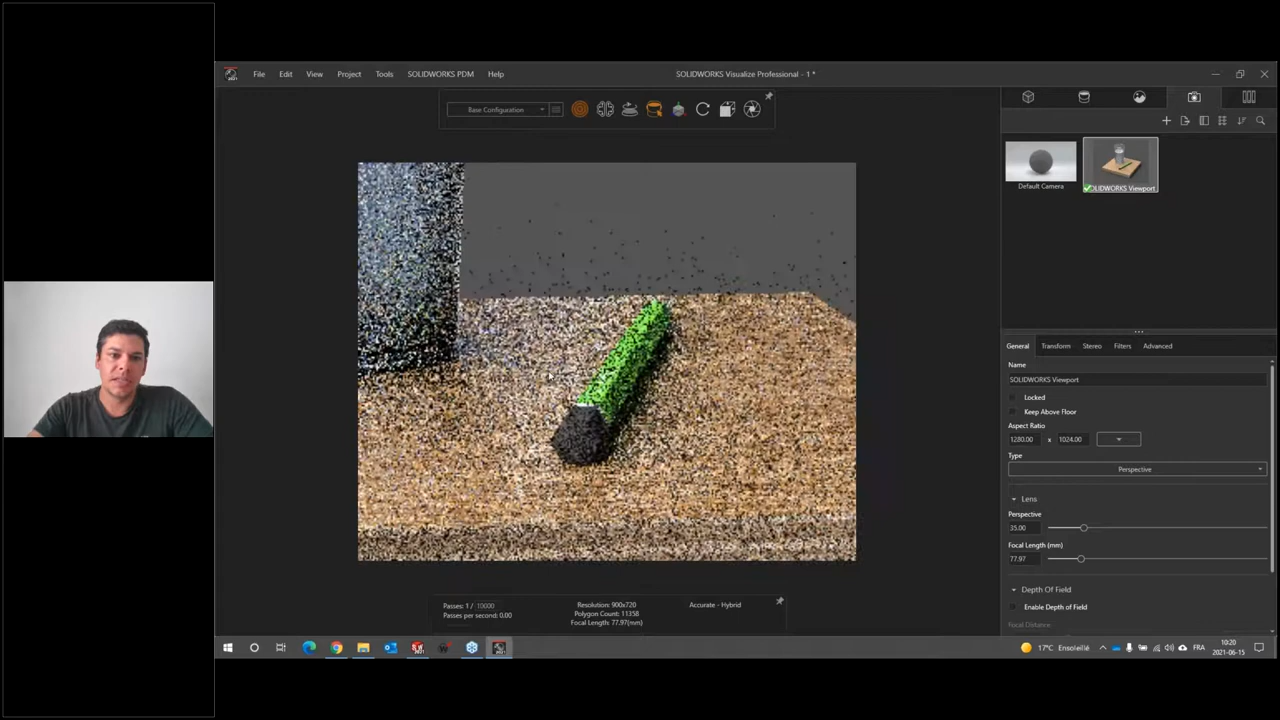 File Edit View Project Tools SOLIDWORKS PDM Help
SOLIDWORKS Visualize Professional - 1 *
Base Configuration
Default Camera
OLIDWORKS Viewport
General Transform Stereo Filters Advanced
Name
SOLIDWORKS Viewport
Locked
Keep Above Floor
Aspect Ratio
1280.00 x 1024.00
Type
Perspective
Lens
Perspective
35.00
Focal Length (mm)
77.97
Depth Of Field
Enable Depth of Field
Focal Distance
Passes: 1 / 10000
Passes per second: 0.00
Resolution: 900x720
Polygon Count: 11358
Focal Length: 77.97(mm)
Accurate - Hybrid
2021
17°C Ensoleillé
FRA
10:20
2021-06-15